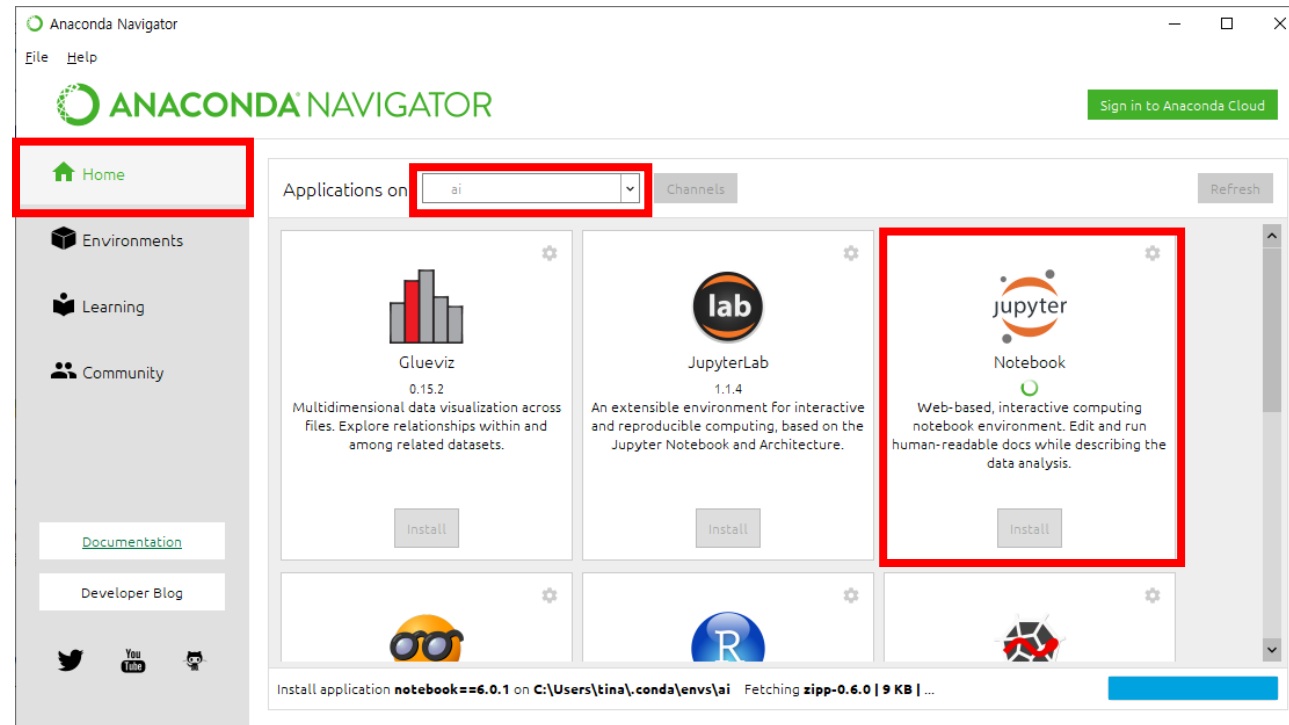 Anaconda Navigator
File Help
ANACONDA NAVIGATOR
Sign in to Anaconda Cloud
Home
Environments
Learning
Community
Documentation
Developer Blog
You
Tube
Applications on
ai
Channels
Refresh
Glueviz
0.15.2
Multidimensional data visualization across
files. Explore relationships within and
among related datasets.
Install
lab
JupyterLab
1.1.4
An extensible environment for interactive
and reproducible computing, based on the
Jupyter Notebook and Architecture.
Install
jupyter
Notebook
Web-based, interactive computing
notebook environment. Edit and run
human-readable docs while describing the
data analysis.
Install
R
Install application notebook==6.0.1 on C:\Users\tina\.conda\envs\ai Fetching zipp-0.6.0 | 9 KB | ...